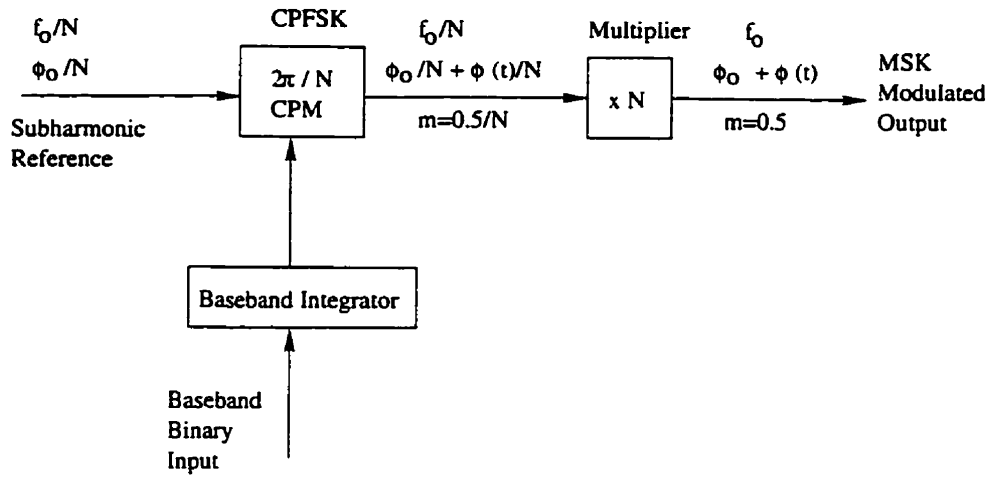 CPFSK
f₀/N
ϕ₀/N
Subharmonic
Reference
2π / N
CPM
f₀/N
ϕ₀/N + ϕ (t)/N
m=0.5/N
Multiplier
x N
f₀
ϕ₀ + ϕ (t)
m=0.5
MSK
Modulated
Output
Baseband Integrator
Baseband
Binary
Input